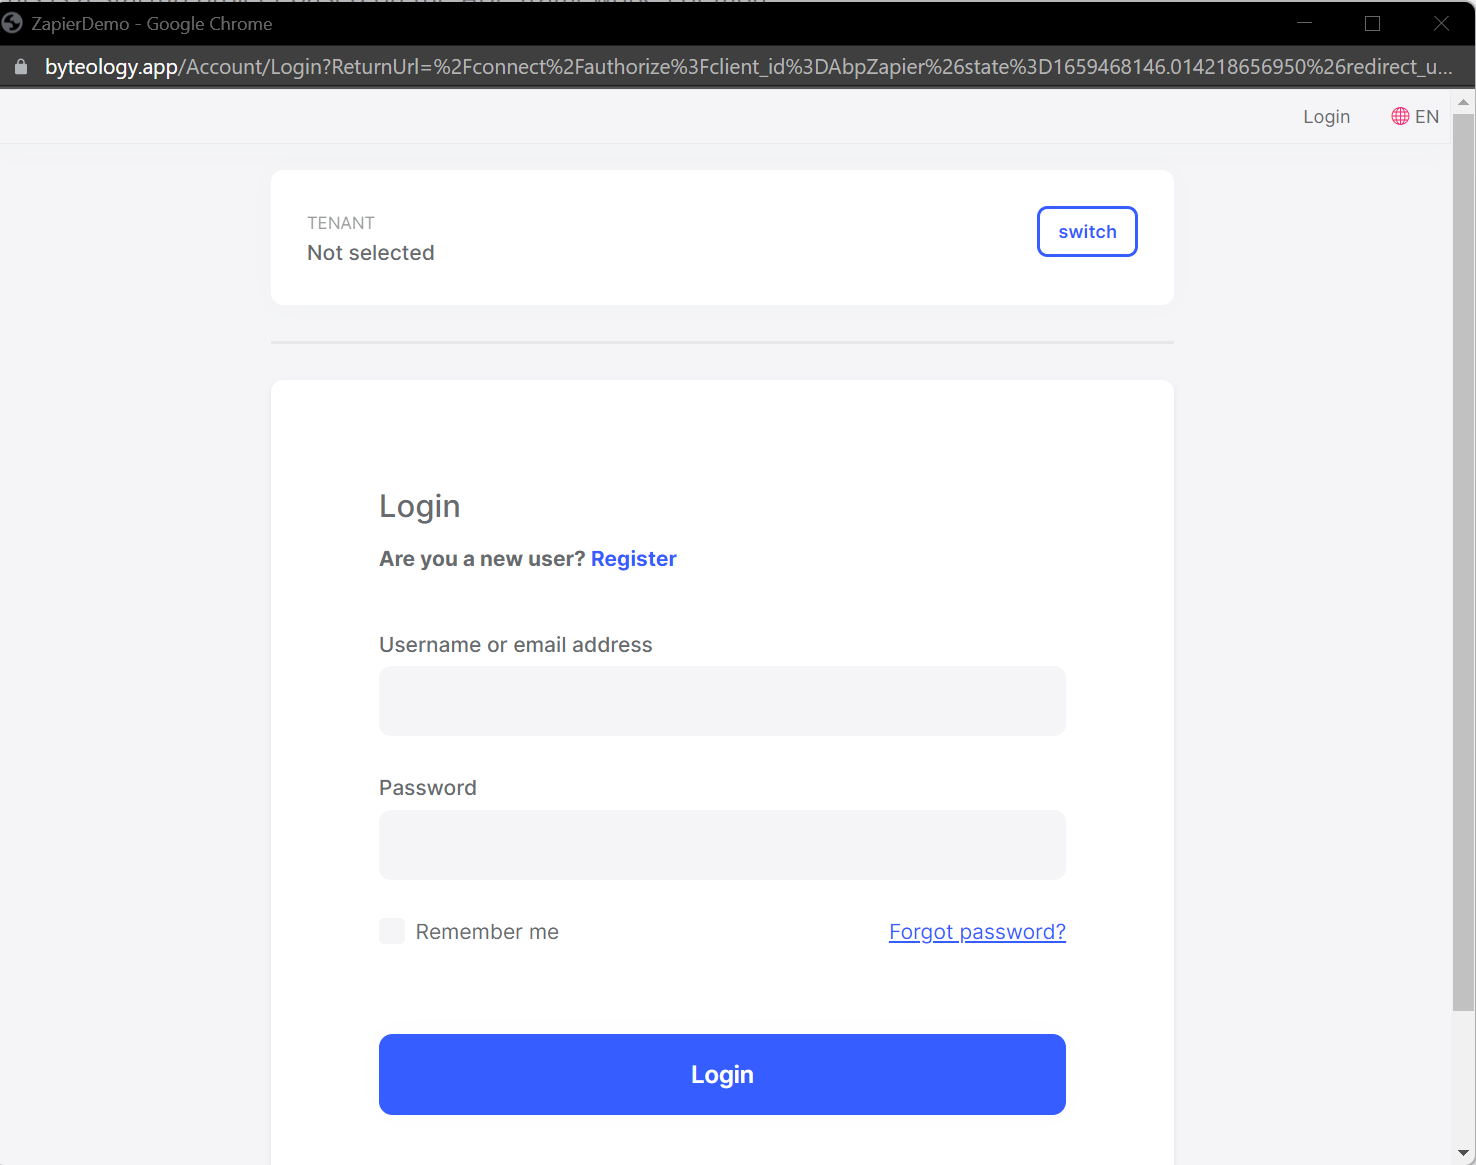 ZapierDemo - Google Chrome
byteology.app/Account/Login?ReturnUrl=%2Fconnect%2Fauthorize%3Fclient_id%3DAbpZapier%26state%3D1659468146.014218656950%26redirect_u...
Login EN
TENANT
Not selected
switch
Login
Are you a new user? Register
Username or email address
Password
Remember me Forgot password?
Login